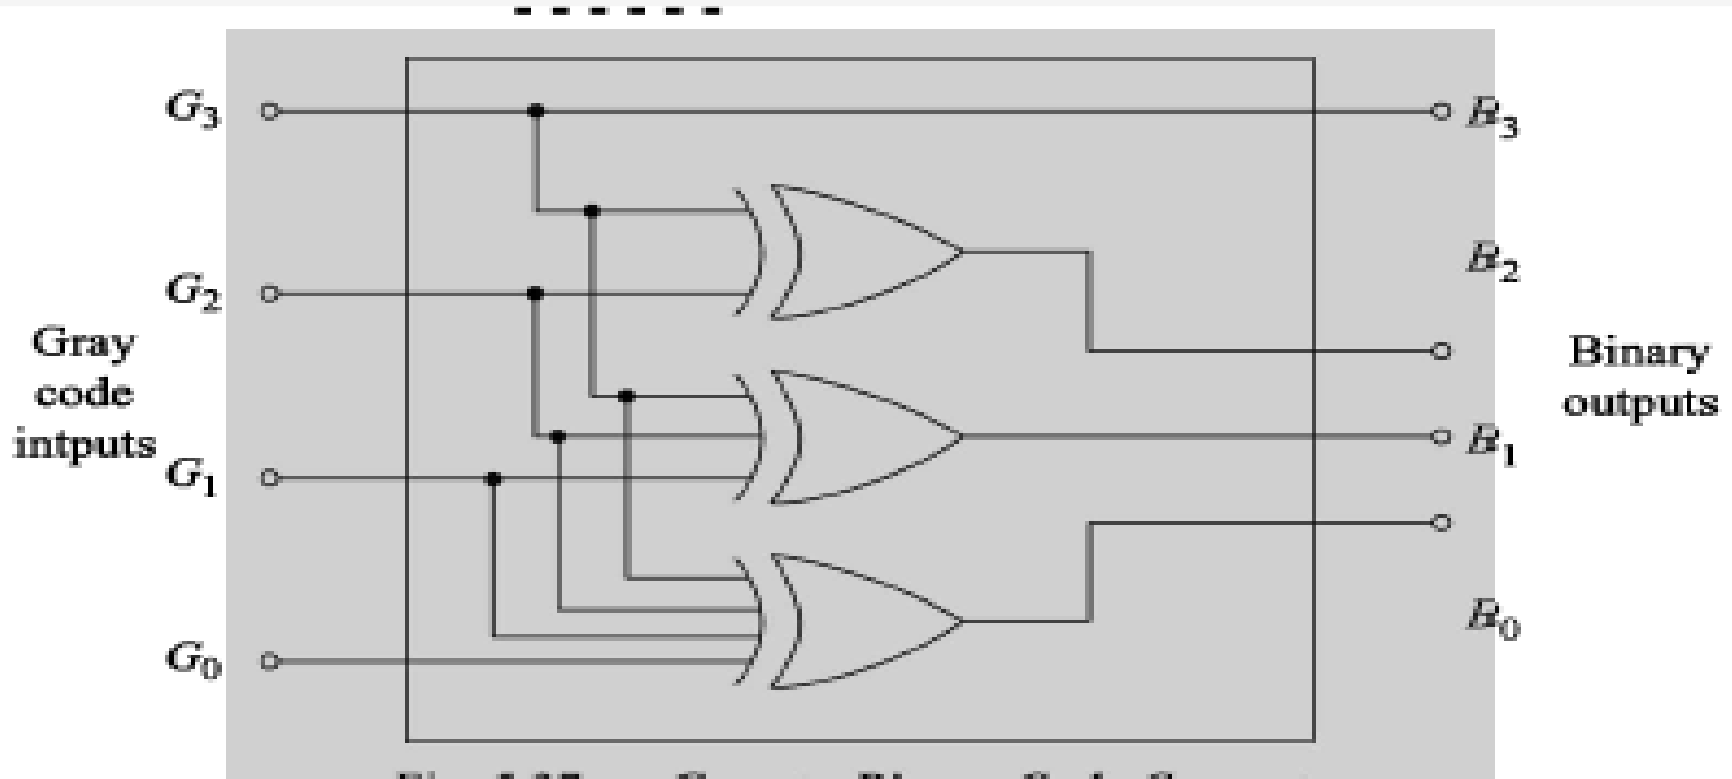 G3
B3
G2
B2
Gray
code
intputs
Binary
outputs
G1
B1
G0
B0